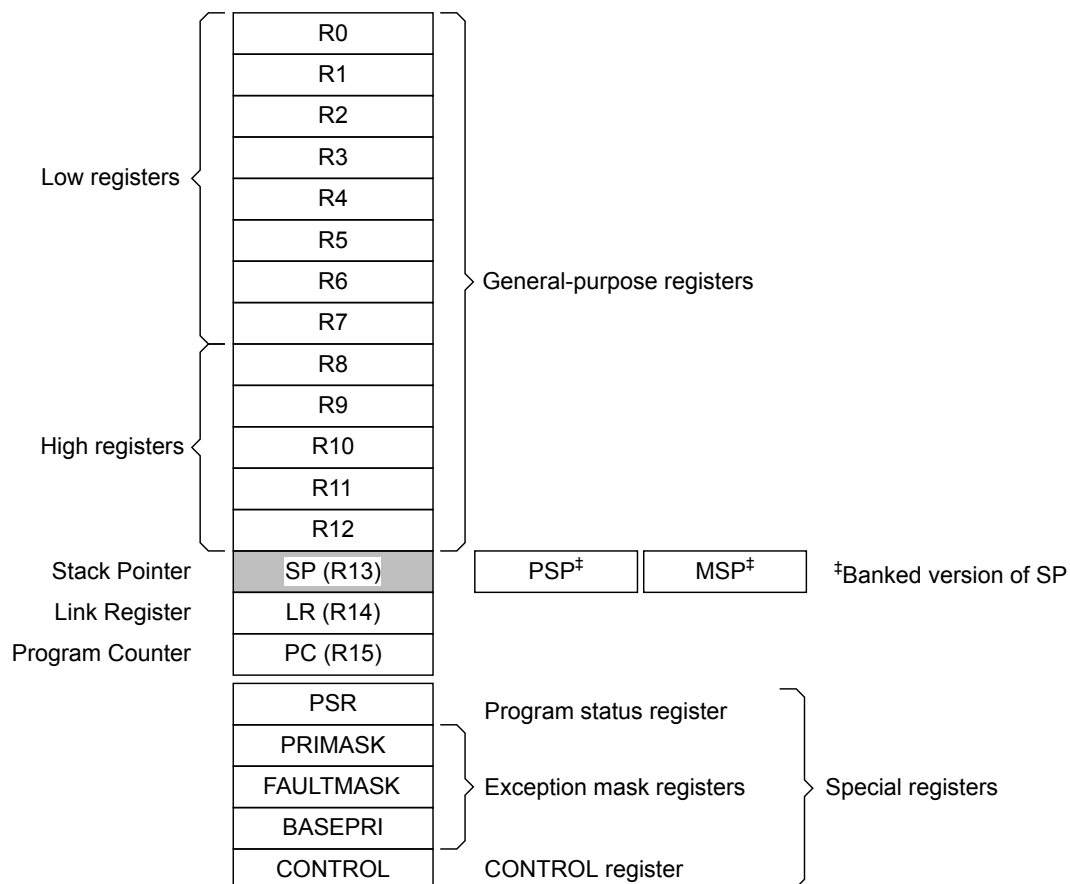 R0
R1
R2
R3
Low registers
R4
R5
R6
General-purpose registers
R7
R8
R9
High registers
R10
R11
R12
Stack Pointer SP (R13) PSP‡ MSP‡ ‡Banked version of SP
Link Register LR (R14)
Program Counter PC (R15)
PSR Program status register
PRIMASK
FAULTMASK Exception mask registers Special registers
BASEPRI
CONTROL CONTROL register